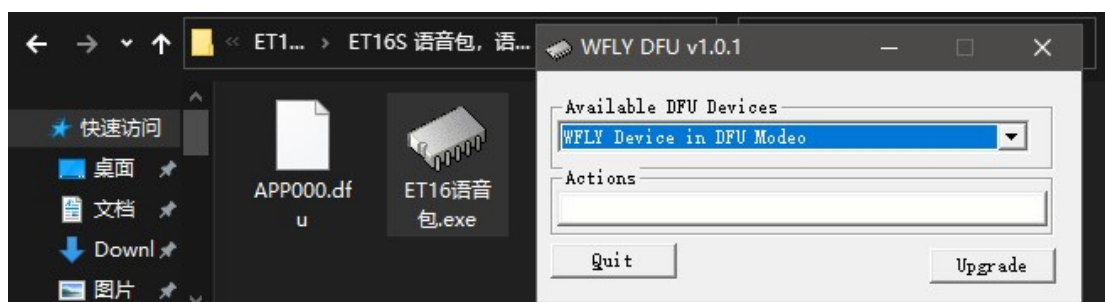 « ET1... › ET16S 语音包, 语...
快速访问
桌面
文档
Downl
图片
APP000.df
u
ET16语音
包.exe
WFLY DFU v1.0.1
Available DFU Devices
WFLY Device in DFU Modeo
Actions
Quit
Upgrade